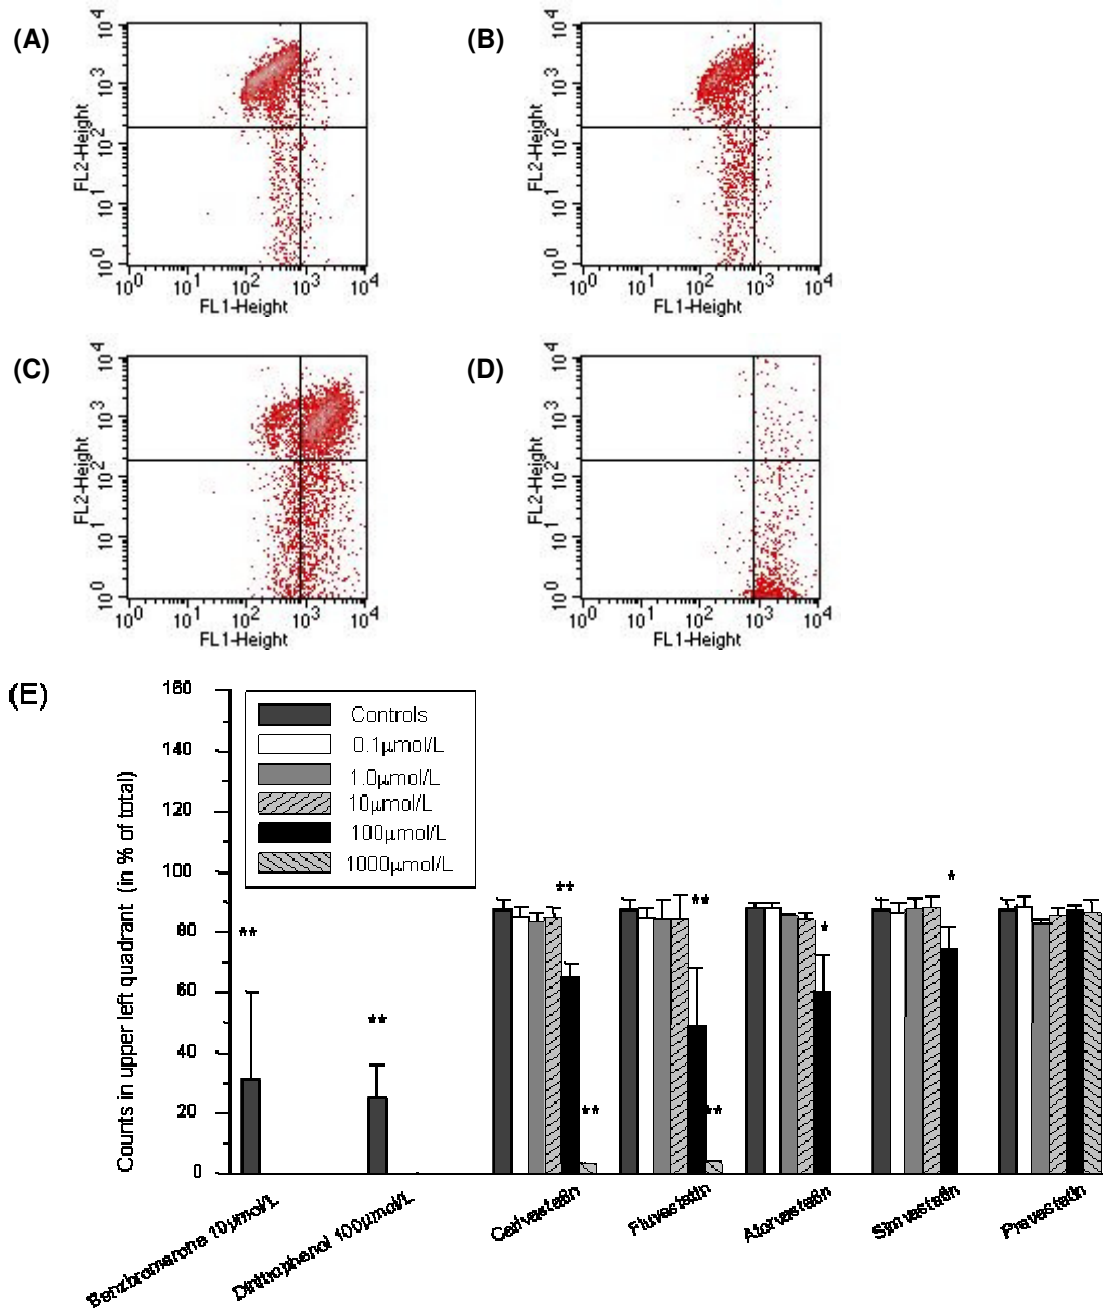 (A)
10^4
10^3
10^2
10^1
10^0
FL2-Height
10^0 10^1 10^2 10^3 10^4
FL1-Height
(B)
10^4
10^3
10^2
10^1
10^0
FL2-Height
10^0 10^1 10^2 10^3 10^4
FL1-Height
(C)
10^4
10^3
10^2
10^1
10^0
FL2-Height
10^0 10^1 10^2 10^3 10^4
FL1-Height
(D)
10^4
10^3
10^2
10^1
10^0
FL2-Height
10^0 10^1 10^2 10^3 10^4
FL1-Height
(E)
Counts in upper left quadrant (in % of total)
160
140
120
100
80
60
40
20
0
Controls
0.1µmol/L
1.0µmol/L
10µmol/L
100µmol/L
1000µmol/L
**
**
**
**
**
**
*
*
Benzbromarone 10µmol/L
Dinitrophenol 100µmol/L
Cerivastatin
Fluvastatin
Atorvastatin
Simvastatin
Pravastatin